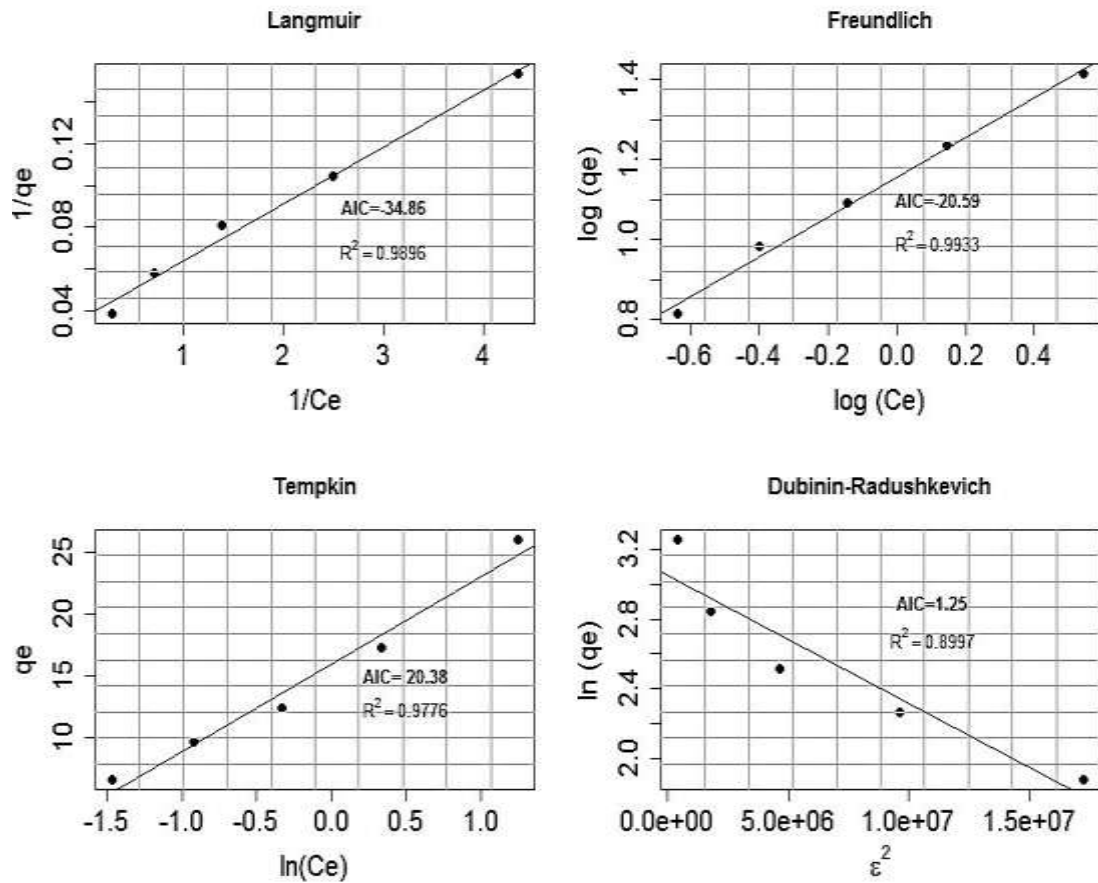 Langmuir
1/qe
0.12
0.08
0.04
AIC=-34.86
R² = 0.9896
1 2 3 4
1/Ce
Freundlich
log (qe)
1.4
1.2
1.0
0.8
AIC=-20.59
R² = 0.9933
-0.6 -0.4 -0.2 0.0 0.2 0.4
log (Ce)
Tempkin
qe
25
20
15
10
AIC= 20.38
R² = 0.9776
-1.5 -1.0 -0.5 0.0 0.5 1.0
ln(Ce)
Dubinin-Radushkevich
ln (qe)
3.2
2.8
2.4
2.0
AIC=1.25
R² = 0.8997
0.0e+00 5.0e+06 1.0e+07 1.5e+07
ε²